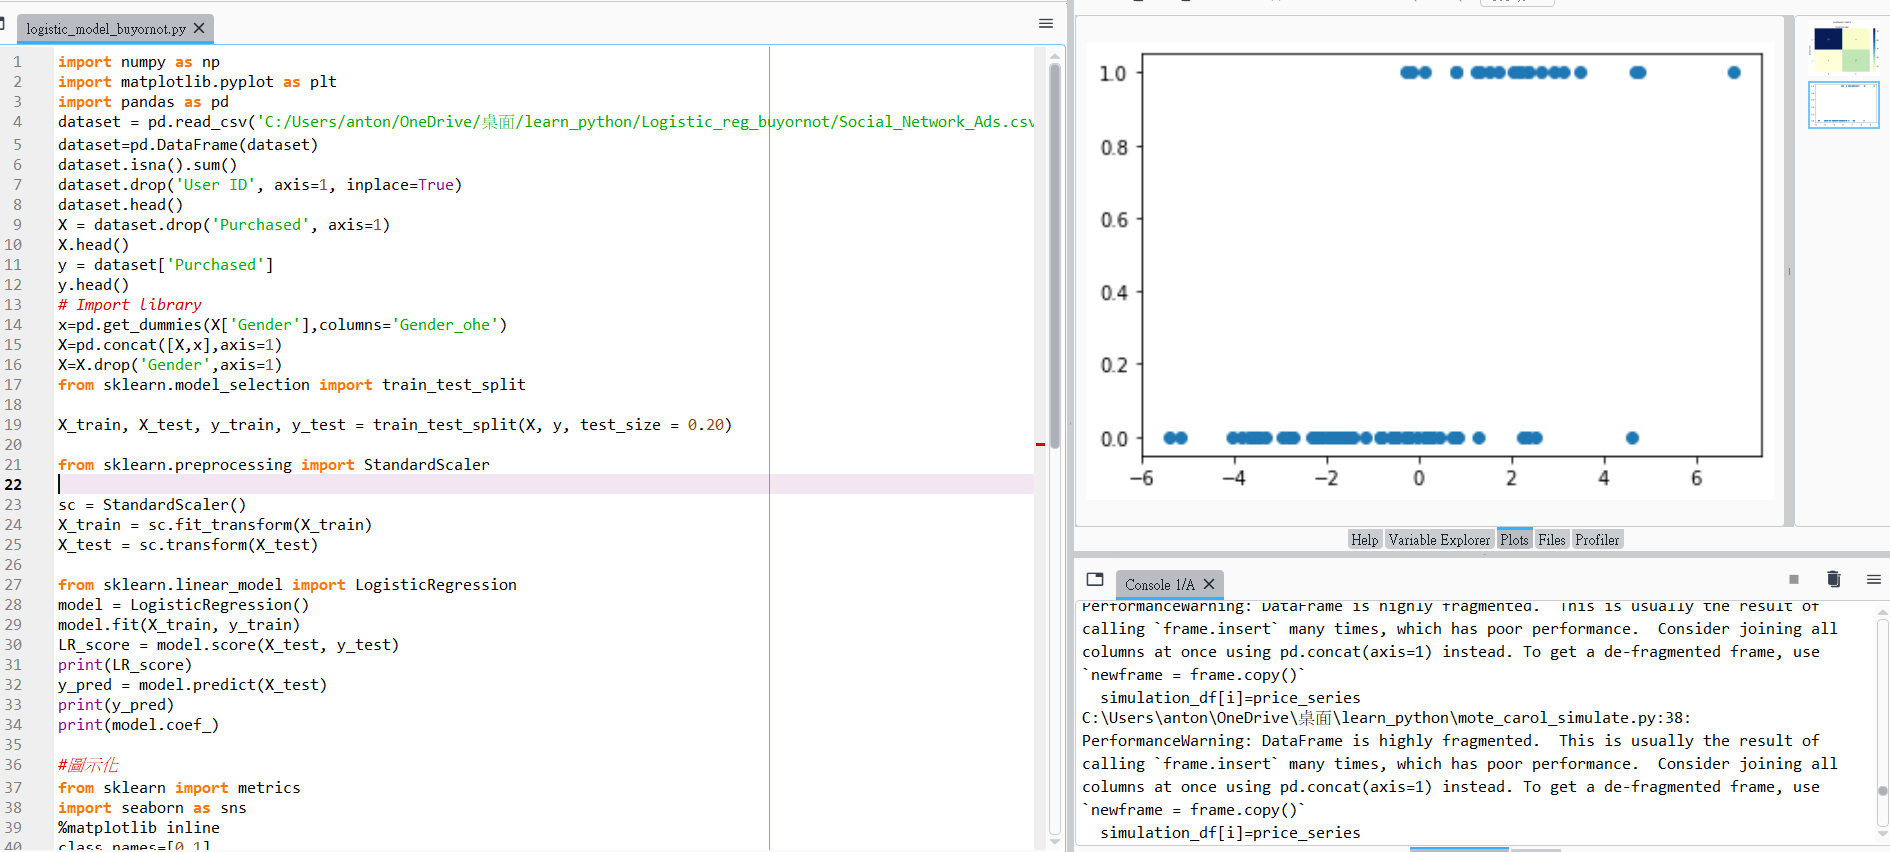 logistic_model_buyornot.py
1 import numpy as np
2 import matplotlib.pyplot as plt
3 import pandas as pd
4 dataset = pd.read_csv('C:/Users/anton/OneDrive/桌面/learn_python/Logistic_reg_buyornot/Social_Network_Ads.csv
5 dataset=pd.DataFrame(dataset)
6 dataset.isna().sum()
7 dataset.drop('User ID', axis=1, inplace=True)
8 dataset.head()
9 X = dataset.drop('Purchased', axis=1)
10 X.head()
11 y = dataset['Purchased']
12 y.head()
13 # Import library
14 x=pd.get_dummies(X['Gender'],columns='Gender_ohe')
15 X=pd.concat([X,x],axis=1)
16 X=X.drop('Gender',axis=1)
17 from sklearn.model_selection import train_test_split
18
19 X_train, X_test, y_train, y_test = train_test_split(X, y, test_size = 0.20)
20
21 from sklearn.preprocessing import StandardScaler
22
23 sc = StandardScaler()
24 X_train = sc.fit_transform(X_train)
25 X_test = sc.transform(X_test)
26
27 from sklearn.linear_model import LogisticRegression
28 model = LogisticRegression()
29 model.fit(X_train, y_train)
30 LR_score = model.score(X_test, y_test)
31 print(LR_score)
32 y_pred = model.predict(X_test)
33 print(y_pred)
34 print(model.coef_)
35
36 #圖示化
37 from sklearn import metrics
38 import seaborn as sns
39 %matplotlib inline
40 class_names=[0,1]
1.0
0.8
0.6
0.4
0.2
0.0
−6 −4 −2 0 2 4 6
Help Variable Explorer Plots Files Profiler
Console 1/A
PerformanceWarning: DataFrame is highly fragmented.  This is usually the result of
calling `frame.insert` many times, which has poor performance.  Consider joining all
columns at once using pd.concat(axis=1) instead. To get a de-fragmented frame, use
`newframe = frame.copy()`
simulation_df[i]=price_series
C:\Users\anton\OneDrive\桌面\learn_python\mote_carol_simulate.py:38:
PerformanceWarning: DataFrame is highly fragmented.  This is usually the result of
calling `frame.insert` many times, which has poor performance.  Consider joining all
columns at once using pd.concat(axis=1) instead. To get a de-fragmented frame, use
`newframe = frame.copy()`
simulation_df[i]=price_series